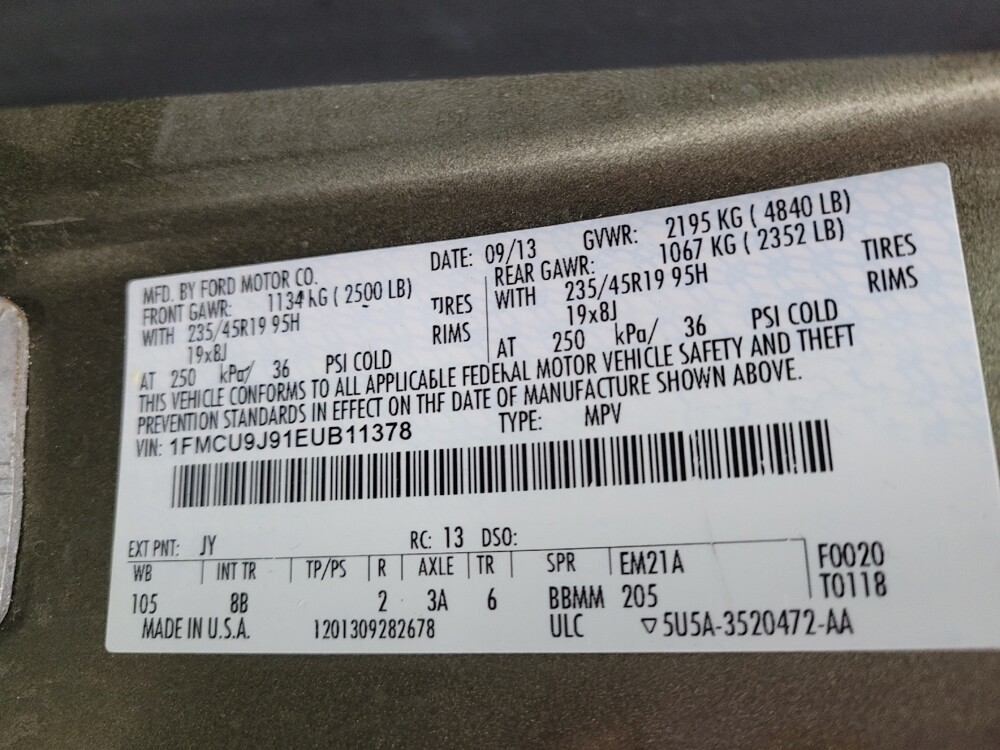 MFD. BY FORD MOTOR CO.
DATE: 09/13
GVWR: 2195 KG ( 4840 LB)
FRONT GAWR: 1134 KG ( 2500 LB)
WITH 235/45R19 95H TIRES
19x8J RIMS
AT 250 kPa/ 36 PSI COLD
REAR GAWR: 1067 KG ( 2352 LB)
WITH 235/45R19 95H TIRES
19x8J RIMS
AT 250 kPa/ 36 PSI COLD
THIS VEHICLE CONFORMS TO ALL APPLICABLE FEDERAL MOTOR VEHICLE SAFETY AND THEFT
PREVENTION STANDARDS IN EFFECT ON THE DATE OF MANUFACTURE SHOWN ABOVE.
VIN: 1FMCU9J91EUB11378
TYPE: MPV
EXT PNT: JY RC: 13 DSO:
WB INT TR TP/PS R AXLE TR SPR EM21A F0020
105 8B 2 3A 6 BBMM 205 T0118
MADE IN U.S.A. 1201309282678 ULC ▽5U5A-3520472-AA